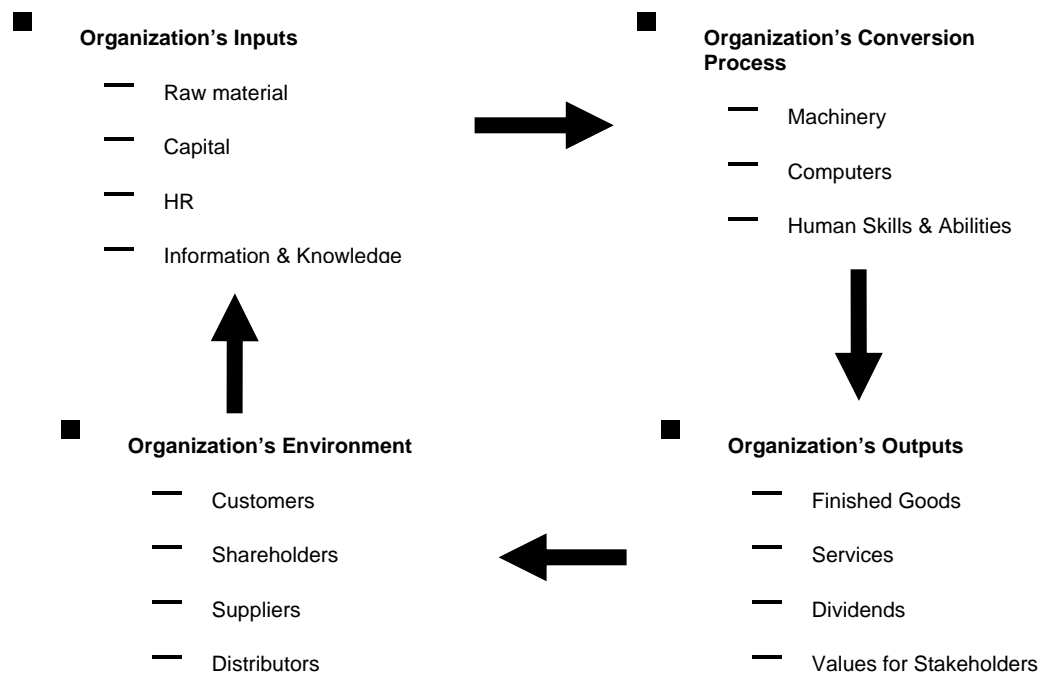 Organization's Inputs
Raw material
Capital
HR
Information & Knowledge
Organization's Conversion
Process
Machinery
Computers
Human Skills & Abilities
Organization's Environment
Customers
Shareholders
Suppliers
Distributors
Organization's Outputs
Finished Goods
Services
Dividends
Values for Stakeholders